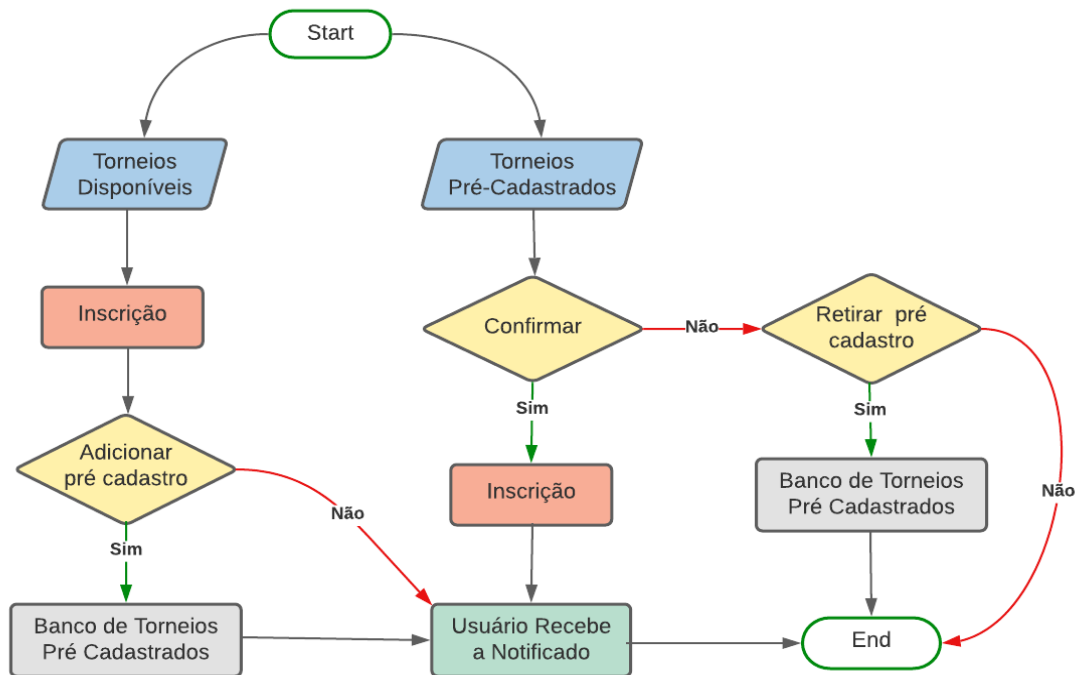 Start
Torneios
Disponíveis
Torneios
Pré-Cadastrados
Inscrição
Confirmar
Não
Retirar pré
cadastro
Sim
Sim
Adicionar
pré cadastro
Inscrição
Banco de Torneios
Pré Cadastrados
Não
Não
Sim
Banco de Torneios
Pré Cadastrados
Usuário Recebe
a Notificado
End